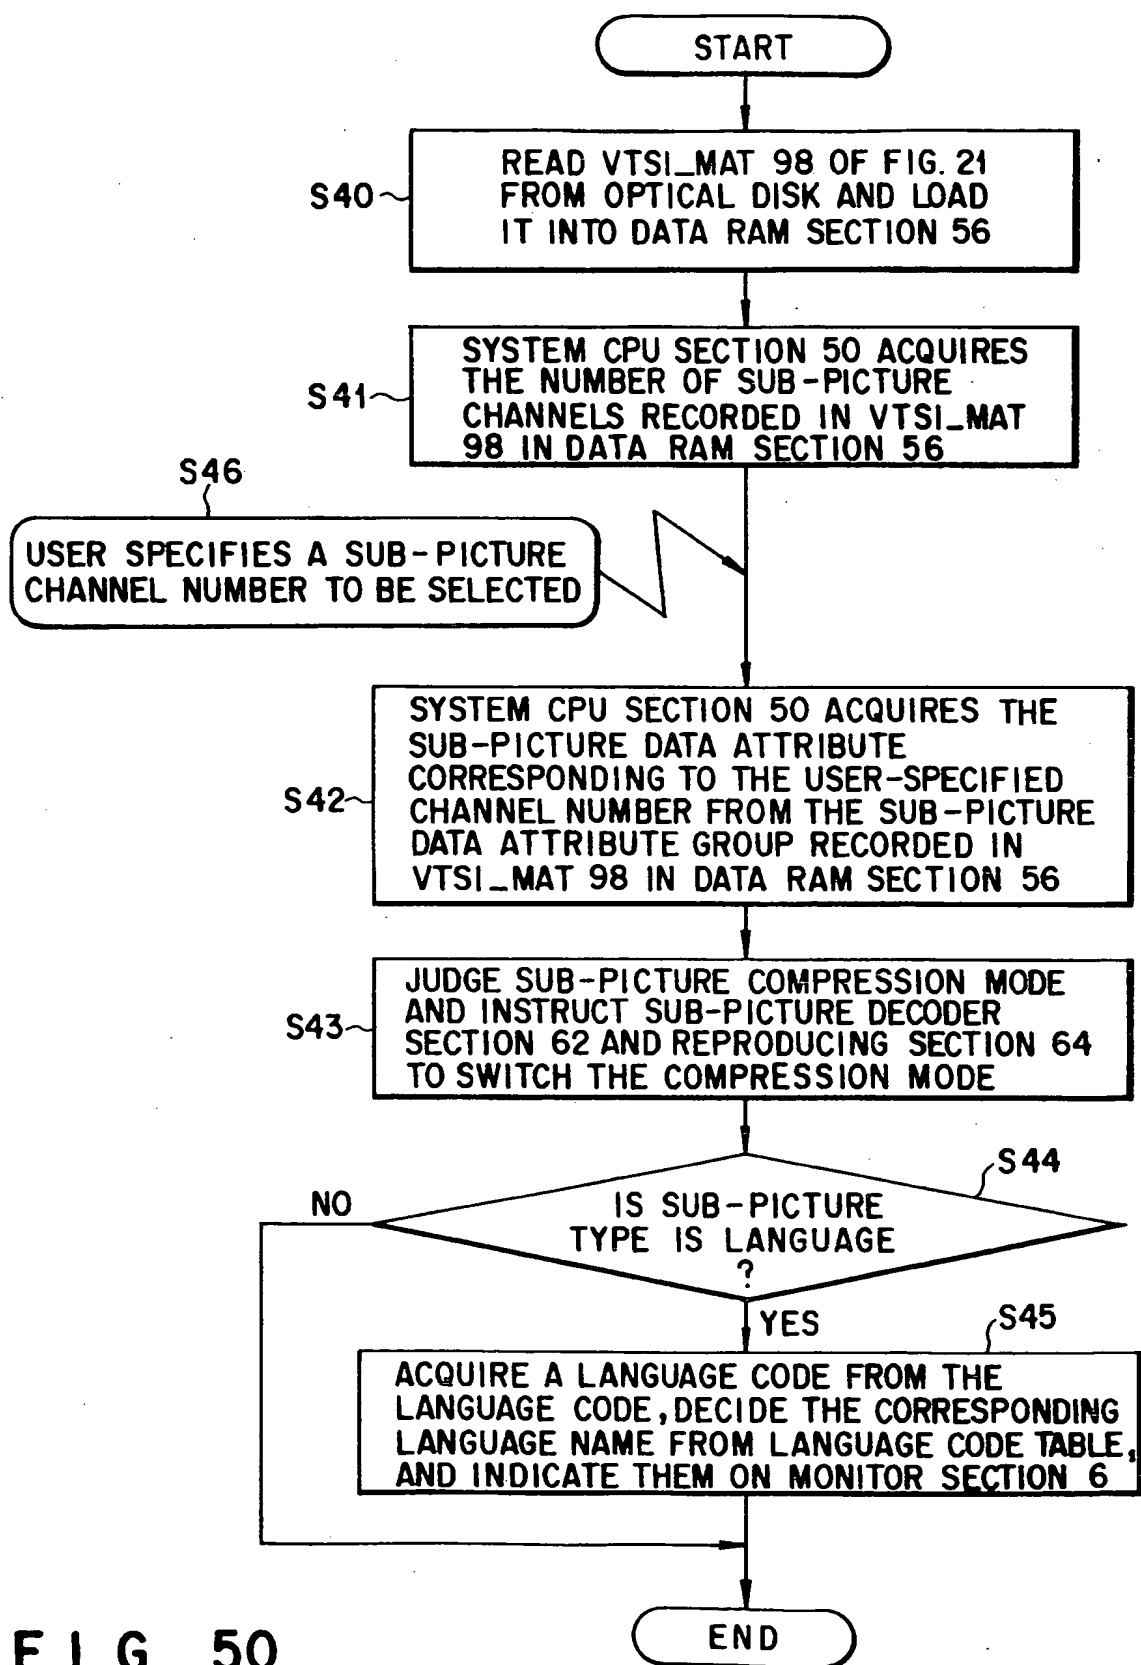 START
READ VTSI_MAT 98 OF FIG. 21
FROM OPTICAL DISK AND LOAD
IT INTO DATA RAM SECTION 56
S40
SYSTEM CPU SECTION 50 ACQUIRES
THE NUMBER OF SUB-PICTURE
CHANNELS RECORDED IN VTSI_MAT
98 IN DATA RAM SECTION 56
S41
S46
USER SPECIFIES A SUB-PICTURE
CHANNEL NUMBER TO BE SELECTED
SYSTEM CPU SECTION 50 ACQUIRES THE
SUB-PICTURE DATA ATTRIBUTE
CORRESPONDING TO THE USER-SPECIFIED
CHANNEL NUMBER FROM THE SUB-PICTURE
DATA ATTRIBUTE GROUP RECORDED IN
VTSI_MAT 98 IN DATA RAM SECTION 56
S42
JUDGE SUB-PICTURE COMPRESSION MODE
AND INSTRUCT SUB-PICTURE DECODER
SECTION 62 AND REPRODUCING SECTION 64
TO SWITCH THE COMPRESSION MODE
S43
S44
NO
IS SUB-PICTURE
TYPE IS LANGUAGE
?
YES
S45
ACQUIRE A LANGUAGE CODE FROM THE
LANGUAGE CODE, DECIDE THE CORRESPONDING
LANGUAGE NAME FROM LANGUAGE CODE TABLE,
AND INDICATE THEM ON MONITOR SECTION 6
END
FIG 50